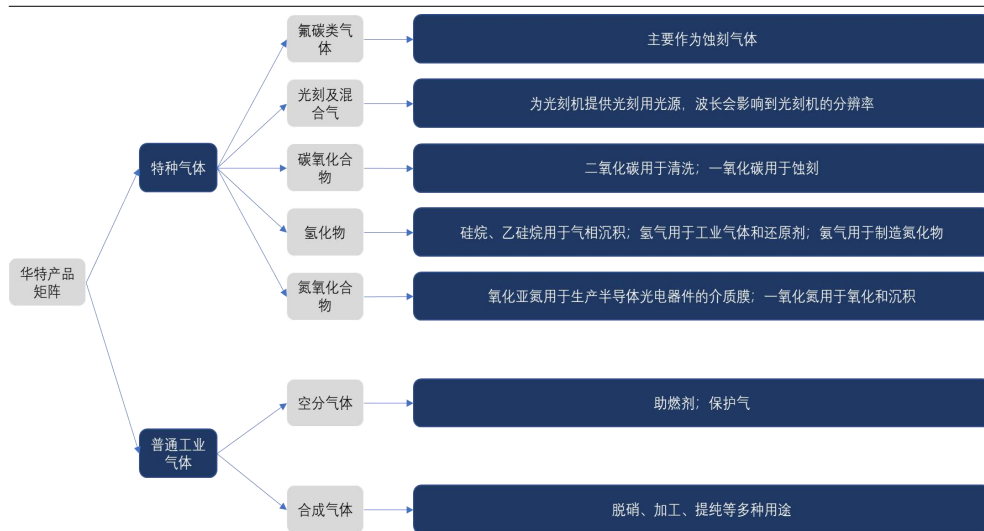 氟碳类气
体
主要作为蚀刻气体
光刻及混
合气
为光刻机提供光刻用光源，波长会影响到光刻机的分辨率
特种气体
碳氧化合
物
二氧化碳用于清洗；一氧化碳用于蚀刻
氢化物
硅烷、乙硅烷用于气相沉积；氢气用于工业气体和还原剂；氨气用于制造氮化物
华特产品
矩阵
氮氧化合
物
氧化亚氮用于生产半导体光电器件的介质膜；一氧化氮用于氧化和沉积
空分气体
助燃剂；保护气
普通工业
气体
合成气体
脱硝、加工、提纯等多种用途